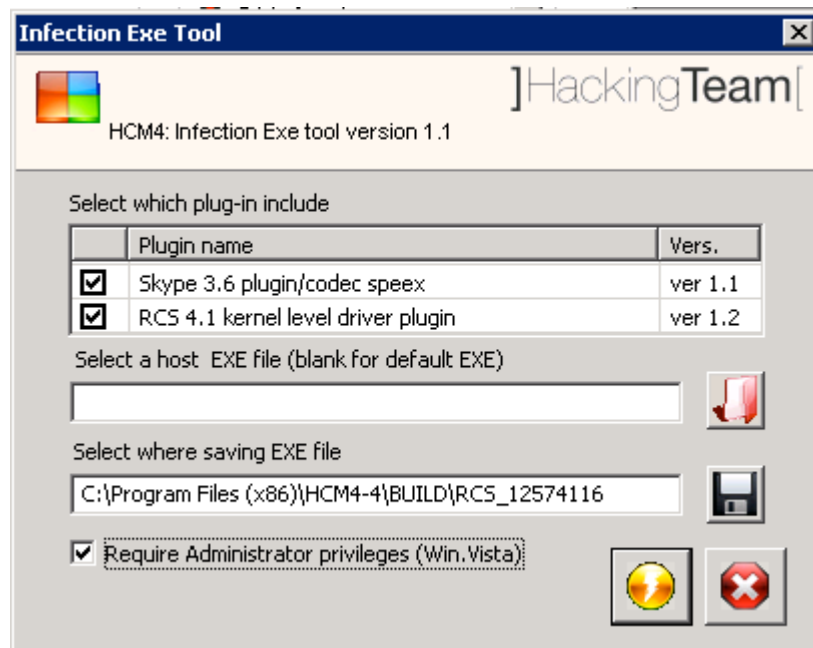 Infection Exe Tool
]HackingTeam[
HCM4: Infection Exe tool version 1.1
Select which plug-in include
Plugin name Vers.
Skype 3.6 plugin/codec speex ver 1.1
RCS 4.1 kernel level driver plugin ver 1.2
Select a host EXE file (blank for default EXE)
Select where saving EXE file
C:\Program Files (x86)\HCM4-4\BUILD\RCS_12574116
Require Administrator privileges (Win.Vista)